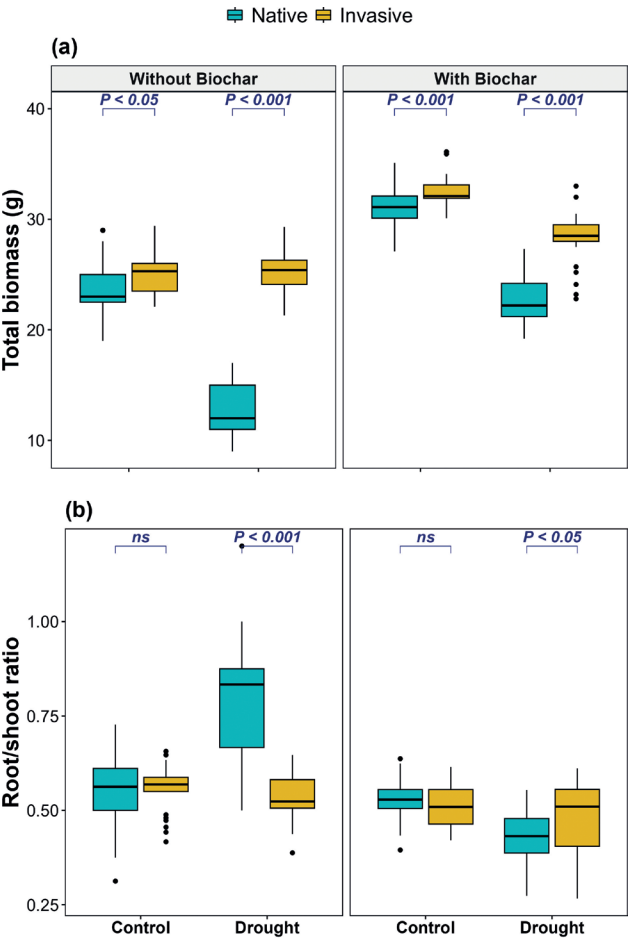 Native Invasive
(a)
Without Biochar With Biochar
P < 0.05 P < 0.001 P < 0.001 P < 0.001
Total biomass (g)
40
30
20
10
(b)
ns P < 0.001 ns P < 0.05
Root/shoot ratio
1.00
0.75
0.50
0.25
Control Drought Control Drought